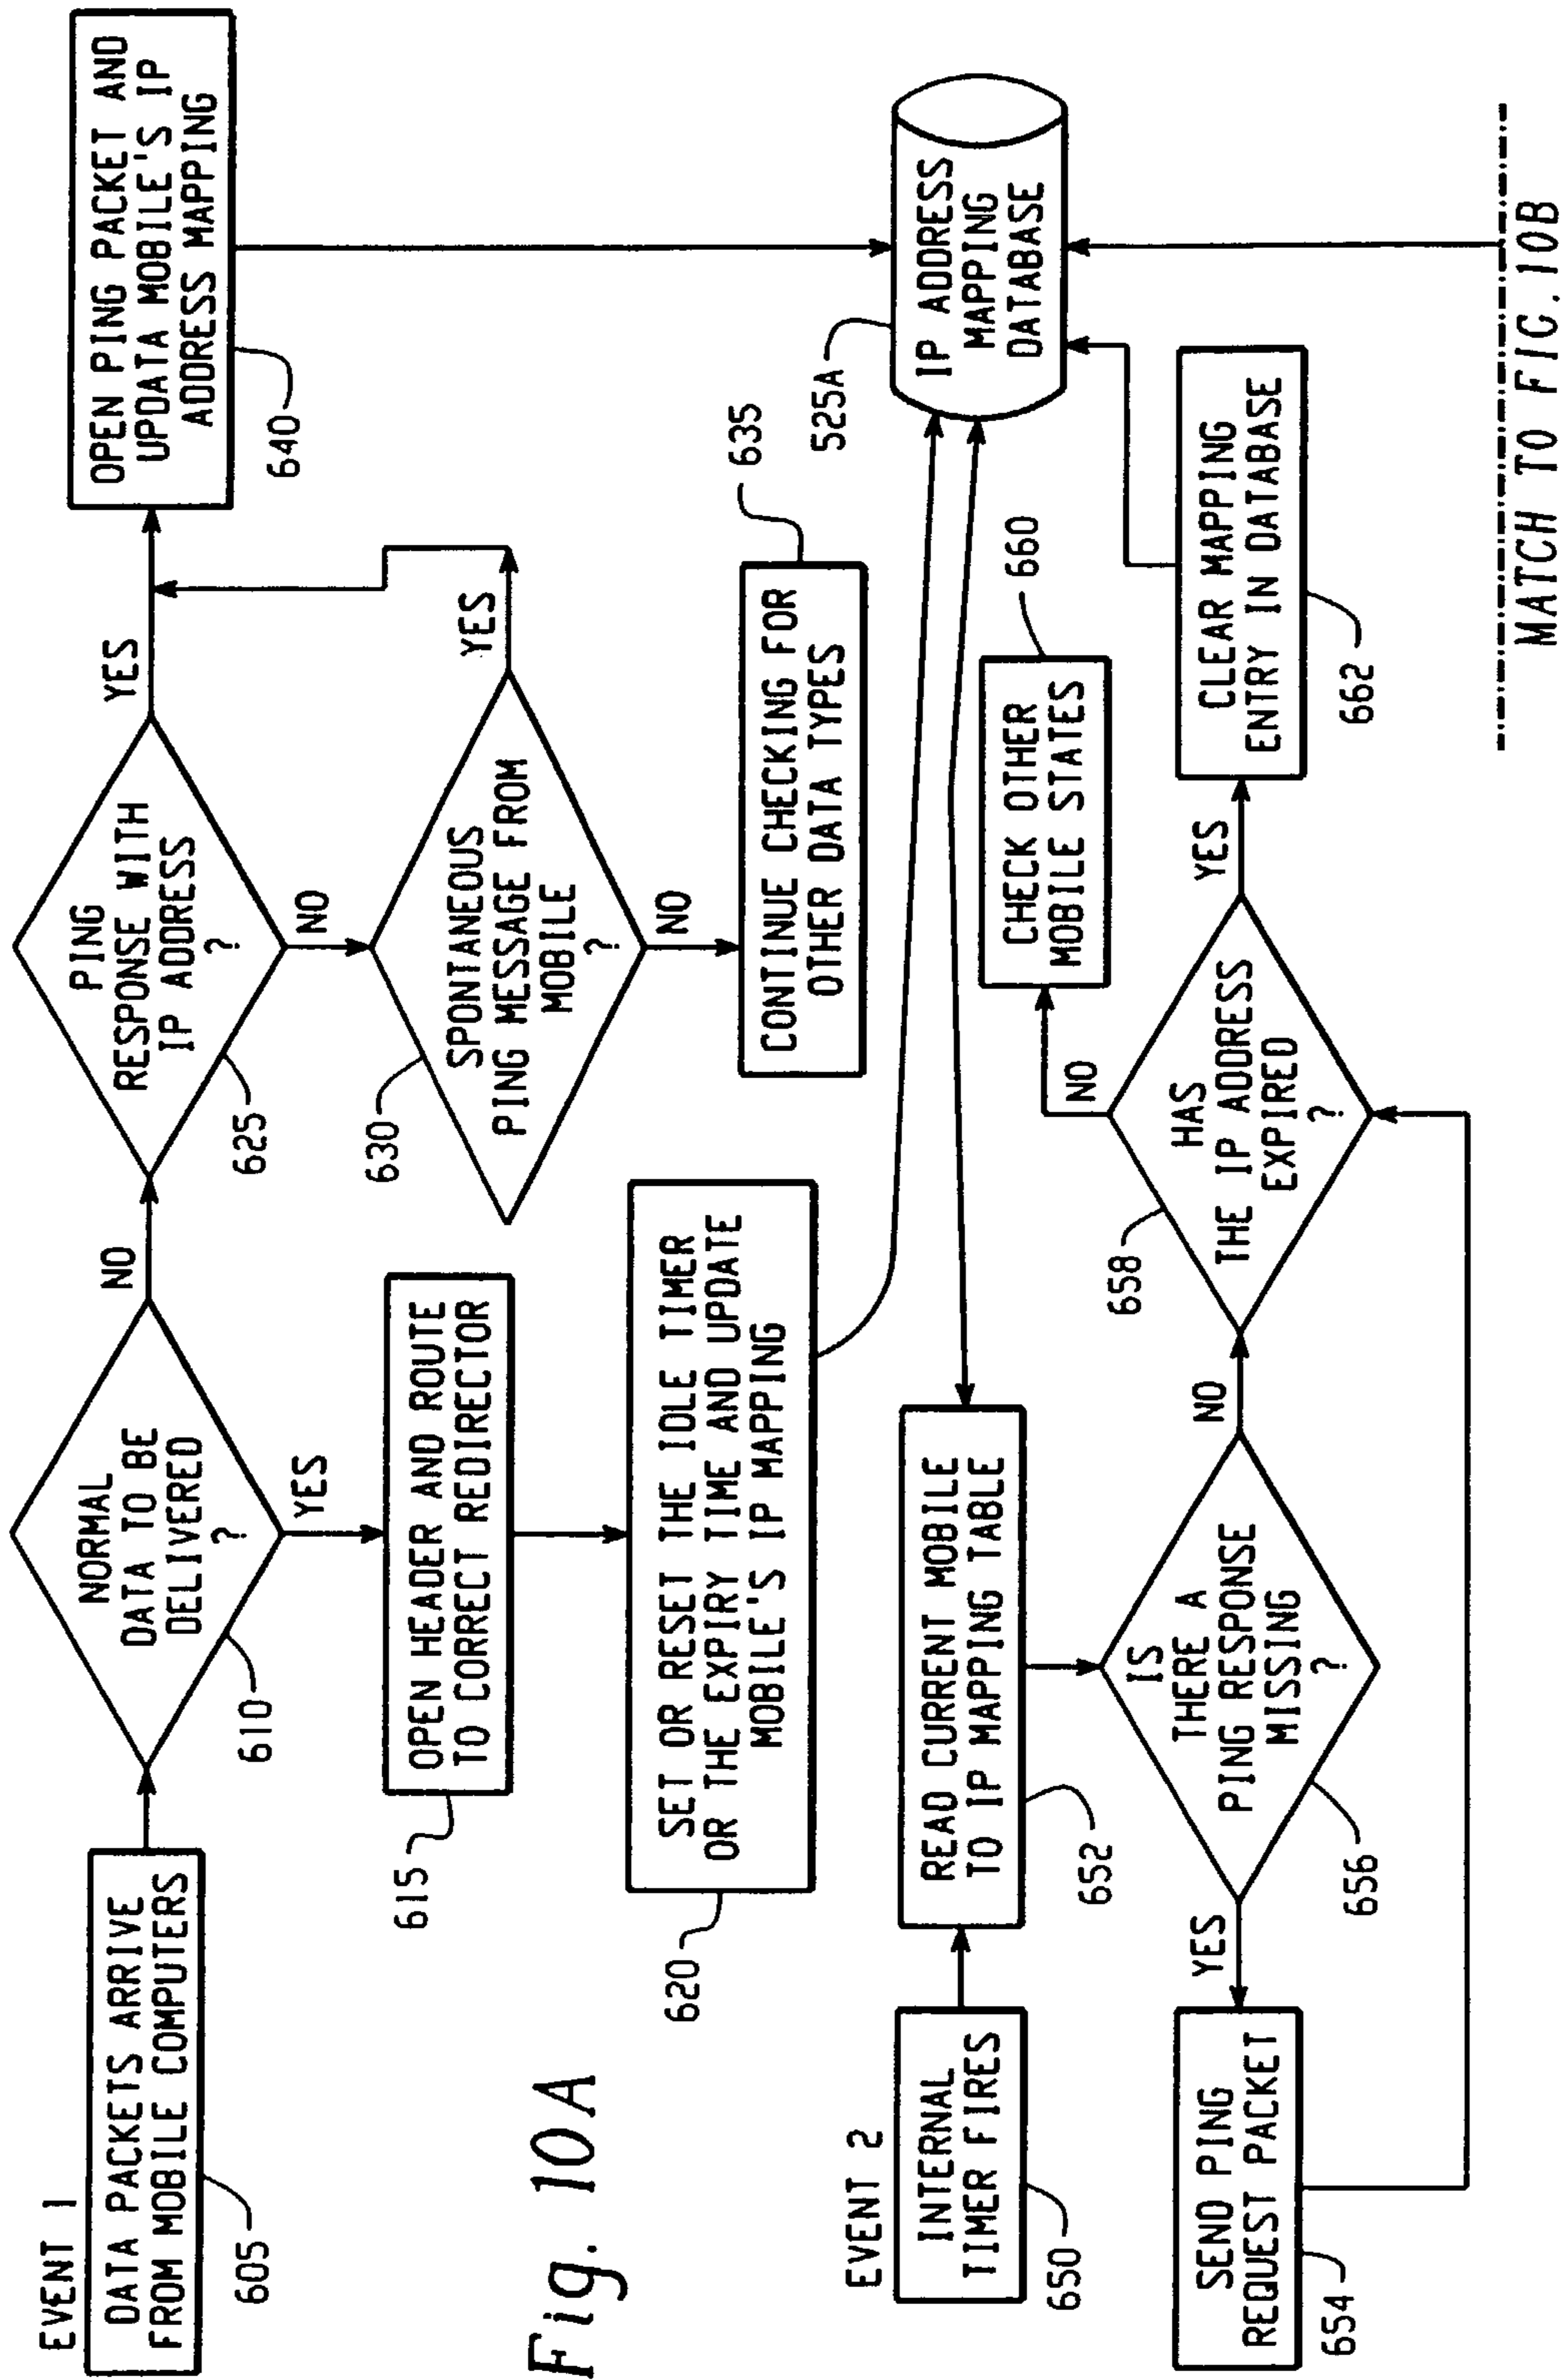 EVENT 1
DATA PACKETS ARRIVE
FROM MOBILE COMPUTERS
605
NORMAL
DATA TO BE
DELIVERED
?
610
NO
YES
PING
RESPONSE WITH
IP ADDRESS
?
625
YES
NO
OPEN PING PACKET AND
UPDATA MOBILE'S IP
ADDRESS MAPPING
640
OPEN HEADER AND ROUTE
TO CORRECT REDIRECTOR
615
SPONTANEOUS
PING MESSAGE FROM
MOBILE
?
630
YES
NO
SET OR RESET THE IDLE TIMER
OR THE EXPIRY TIME AND UPDATE
MOBILE'S IP MAPPING
620
CONTINUE CHECKING FOR
OTHER DATA TYPES
635
Fig. 10A
EVENT 2
INTERNAL
TIMER FIRES
650
READ CURRENT MOBILE
TO IP MAPPING TABLE
652
CHECK OTHER
MOBILE STATES
660
IP ADDRESS
MAPPING
DATABASE
525A
SEND PING
REQUEST PACKET
654
YES
IS
THERE A
PING RESPONSE
MISSING
?
656
NO
HAS
THE IP ADDRESS
EXPIRED
?
658
NO
YES
CLEAR MAPPING
ENTRY IN DATABASE
662
MATCH TO FIG.10B